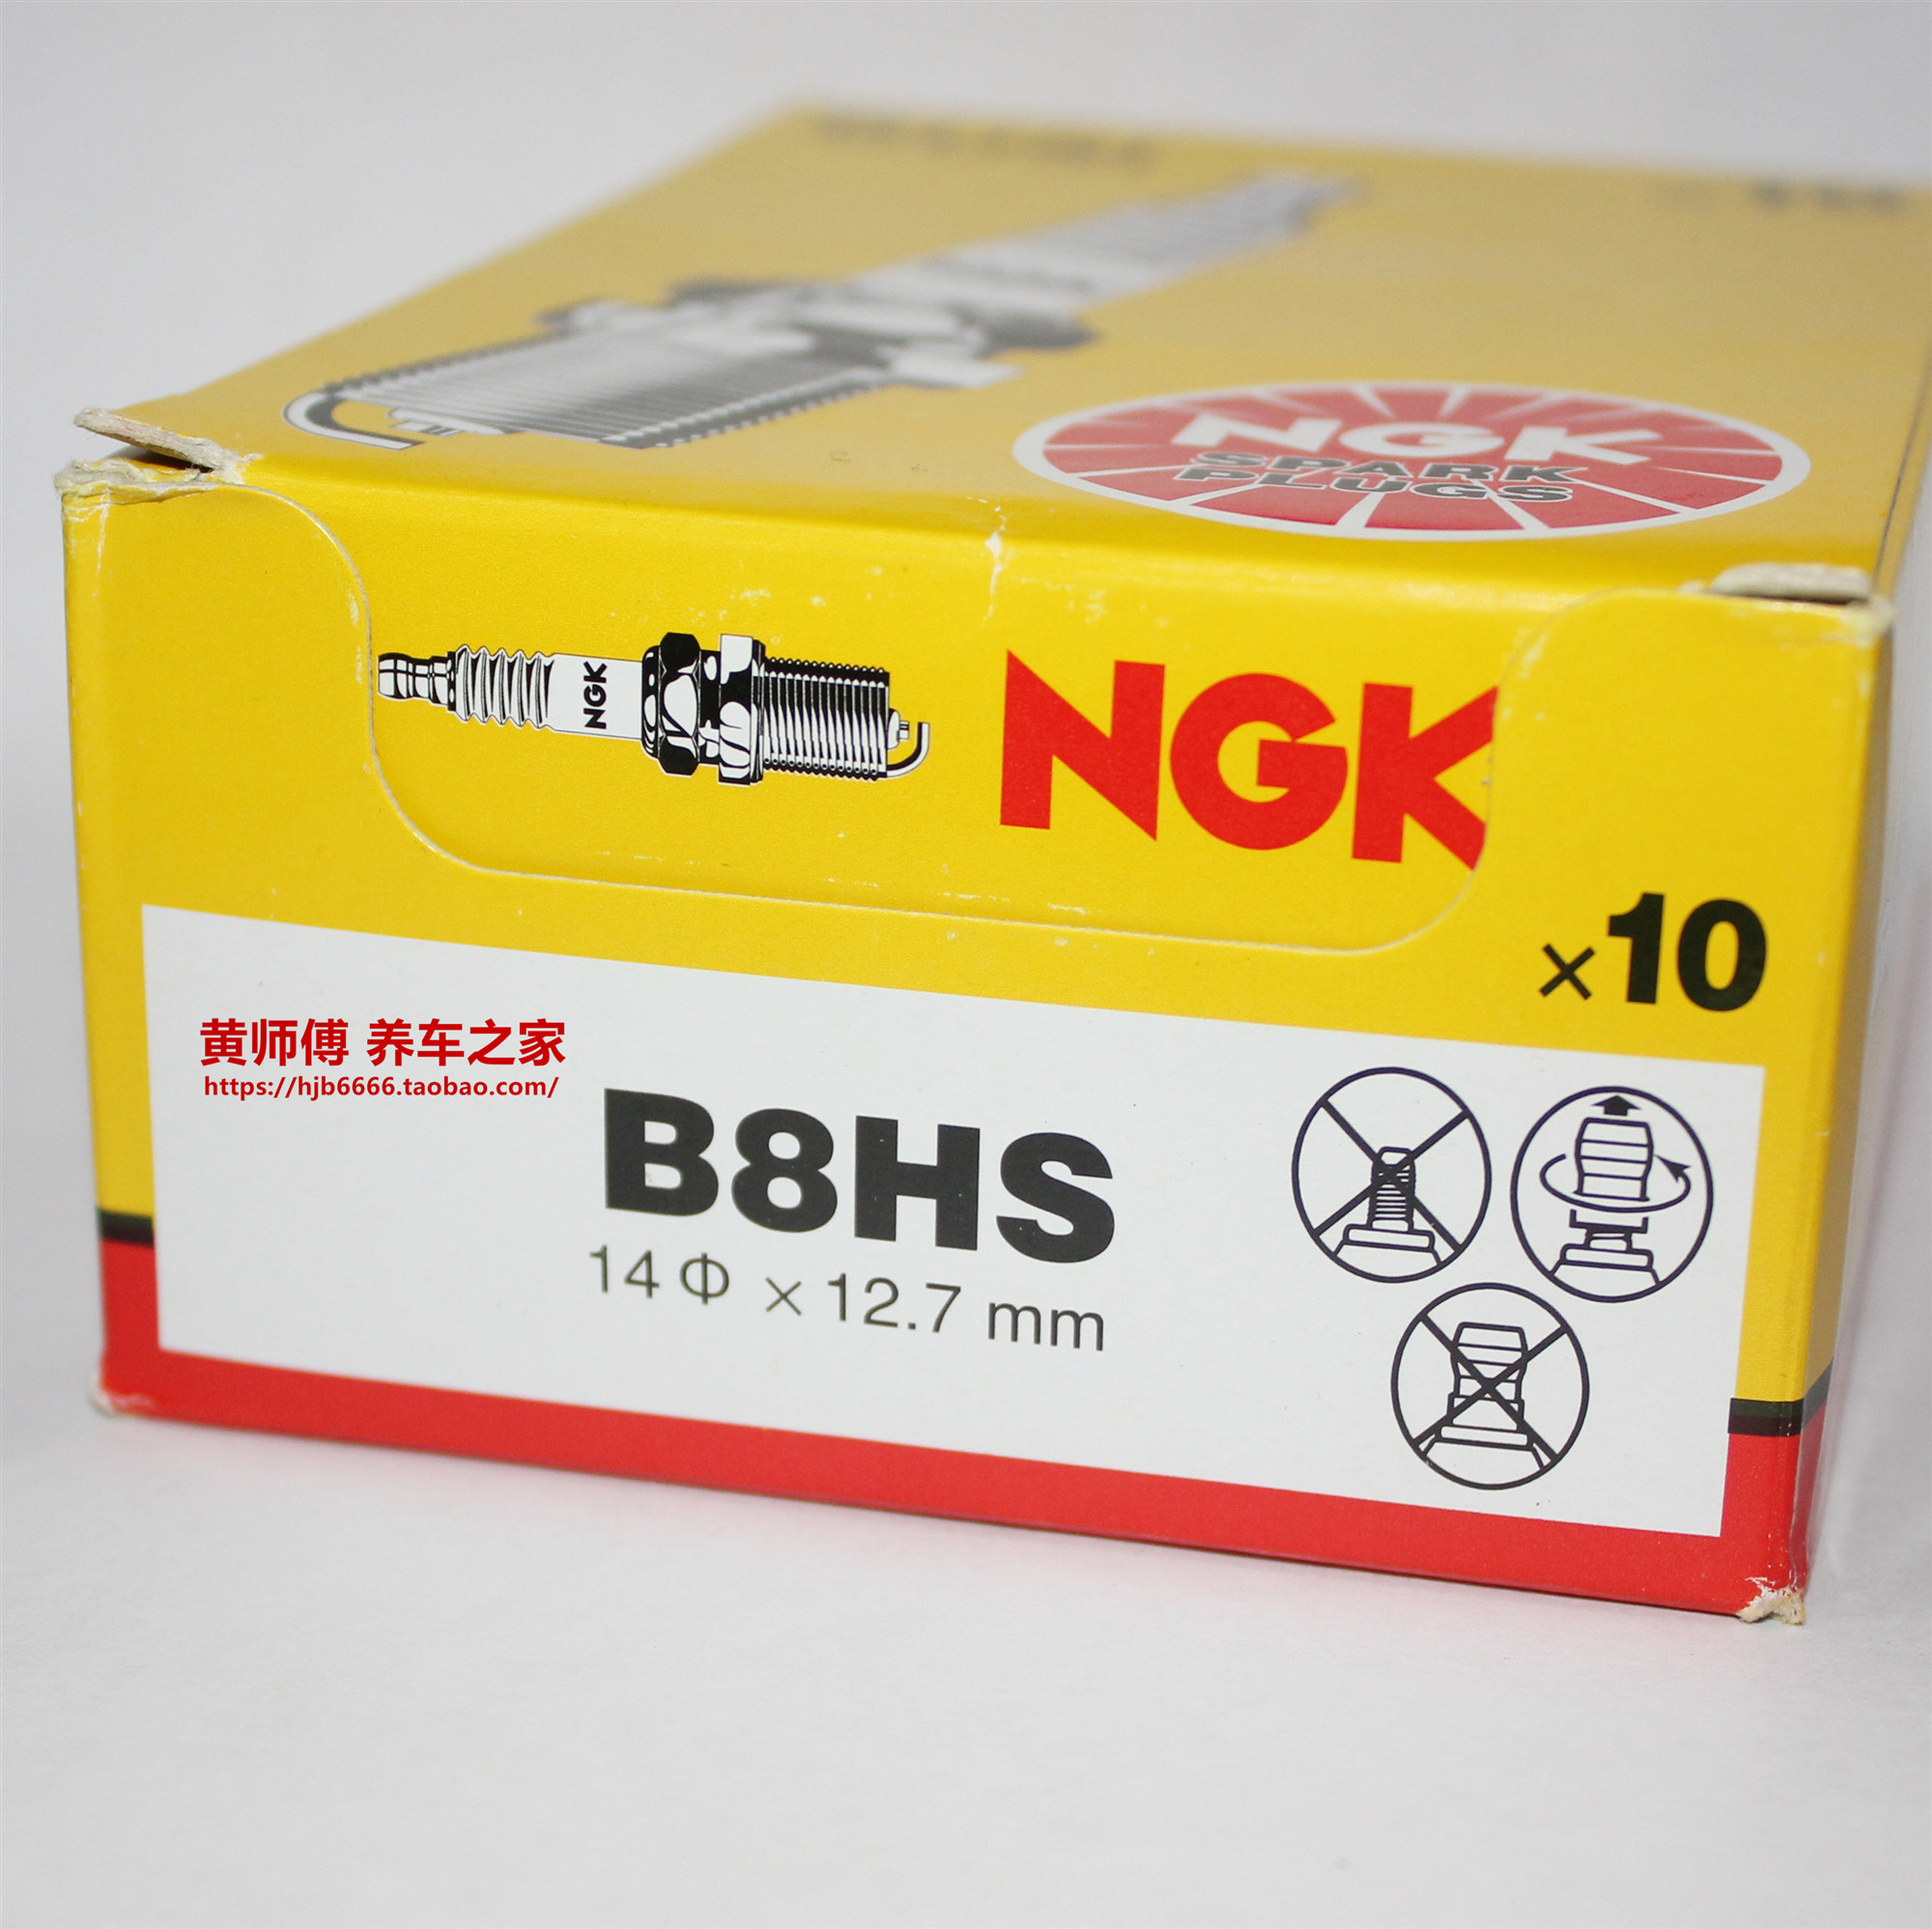 NGK
SPARK
PLUGS
NGK
NGK
×10
黄师傅 养车之家
https://hjb6666.taobao.com/
B8HS
14 Φ × 12.7 mm